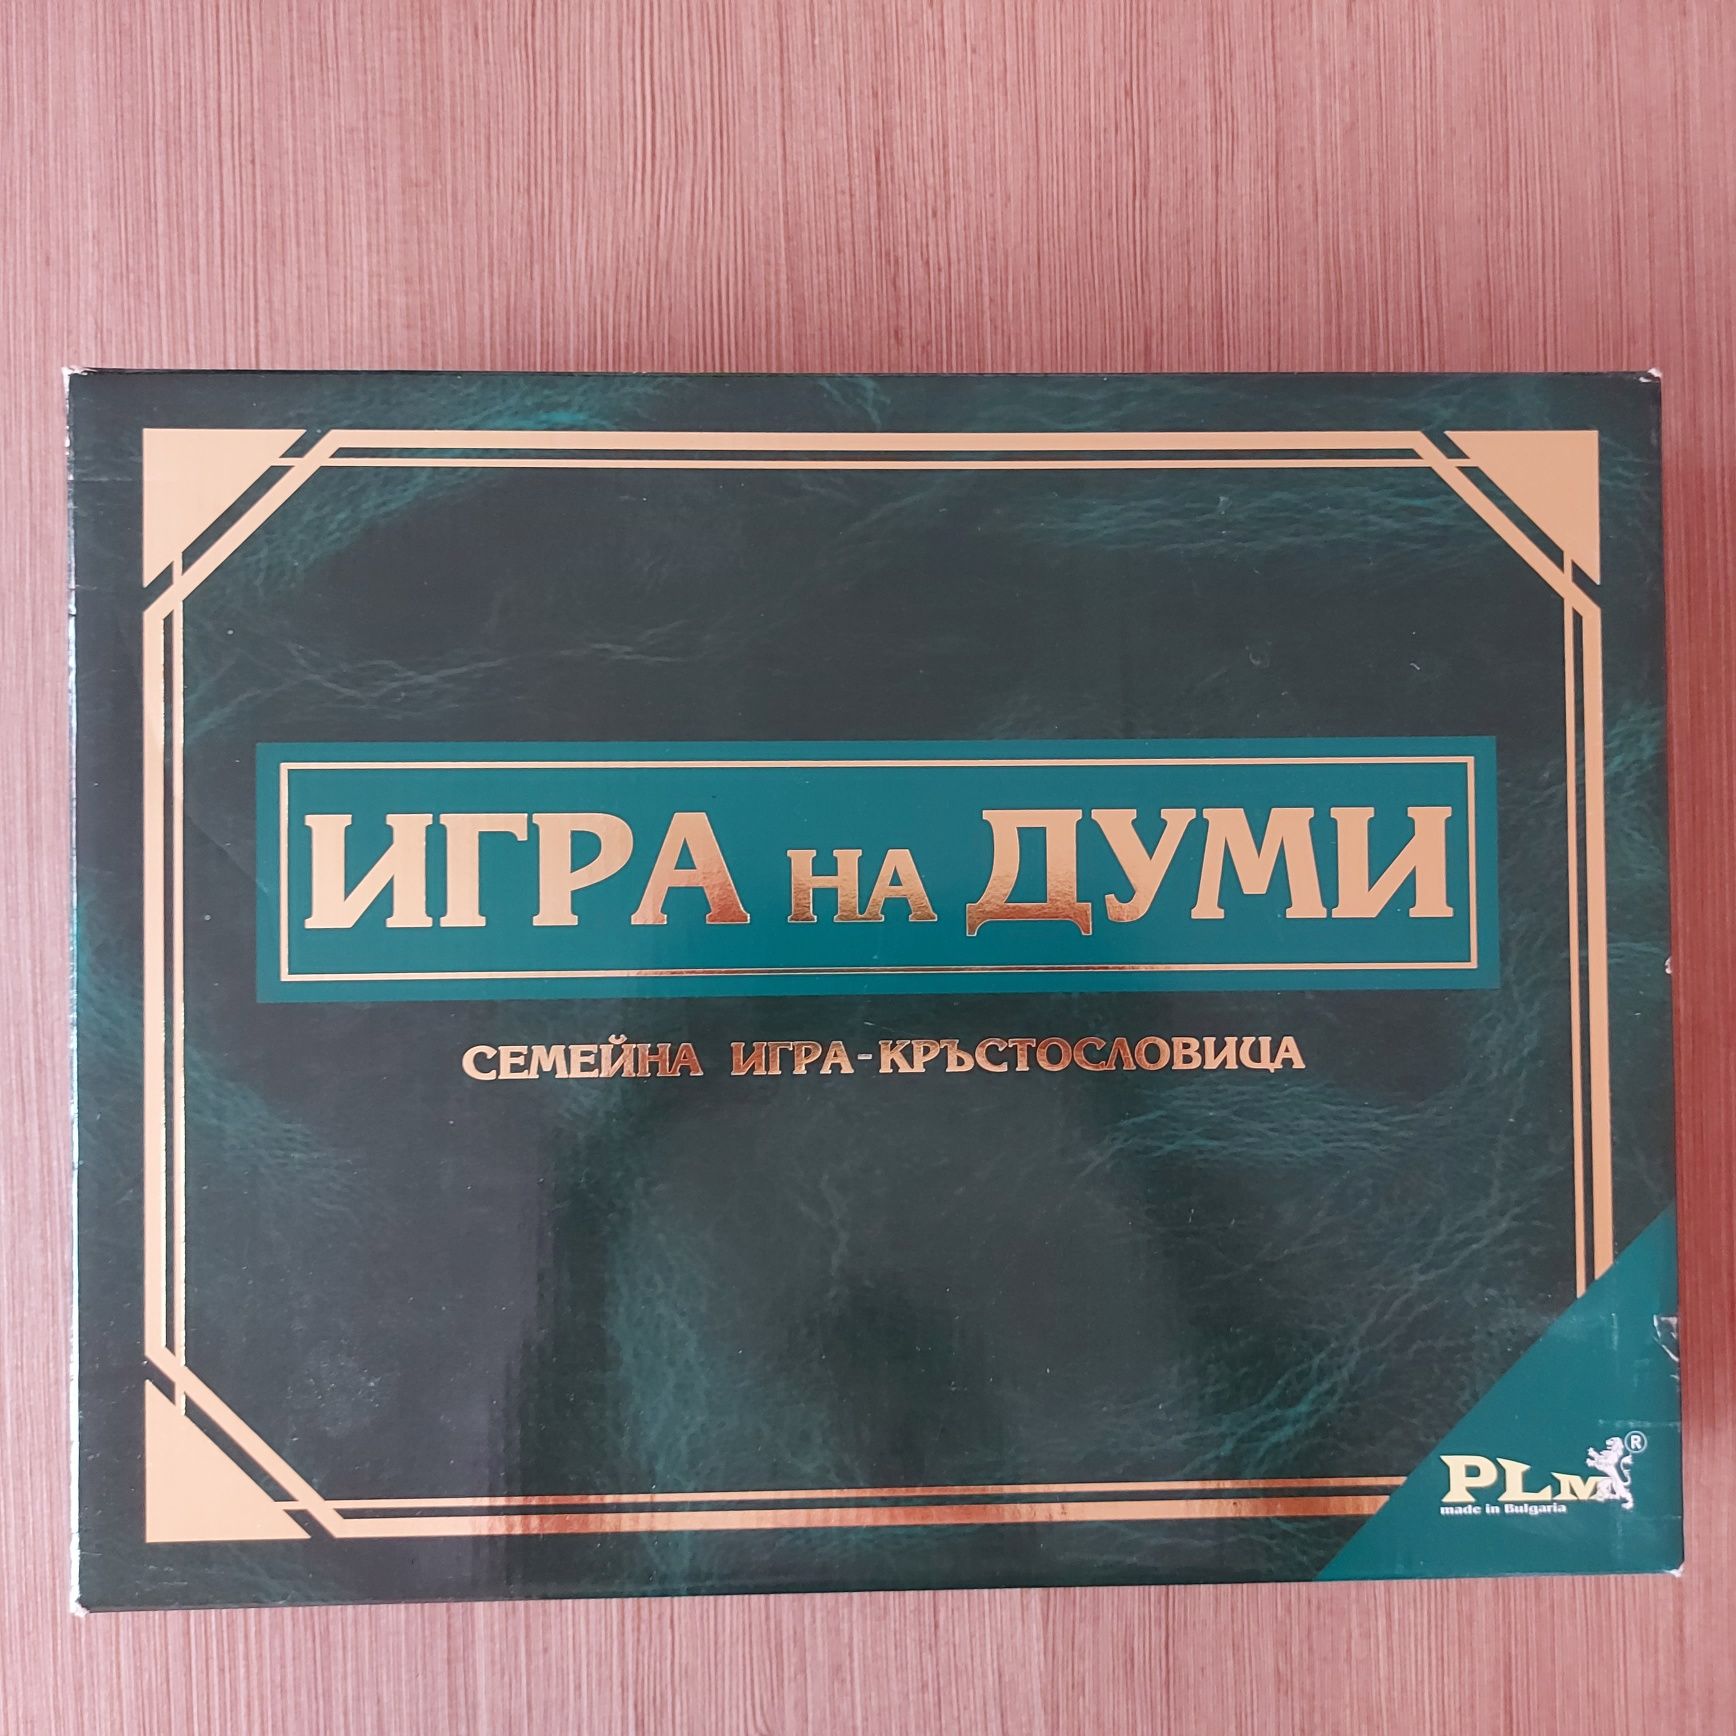 ИГРА НА ДУМИ
СЕМЕЙНА ИГРА-КРЪСТОСЛОВИЦА
PLM®
made in Bulgaria